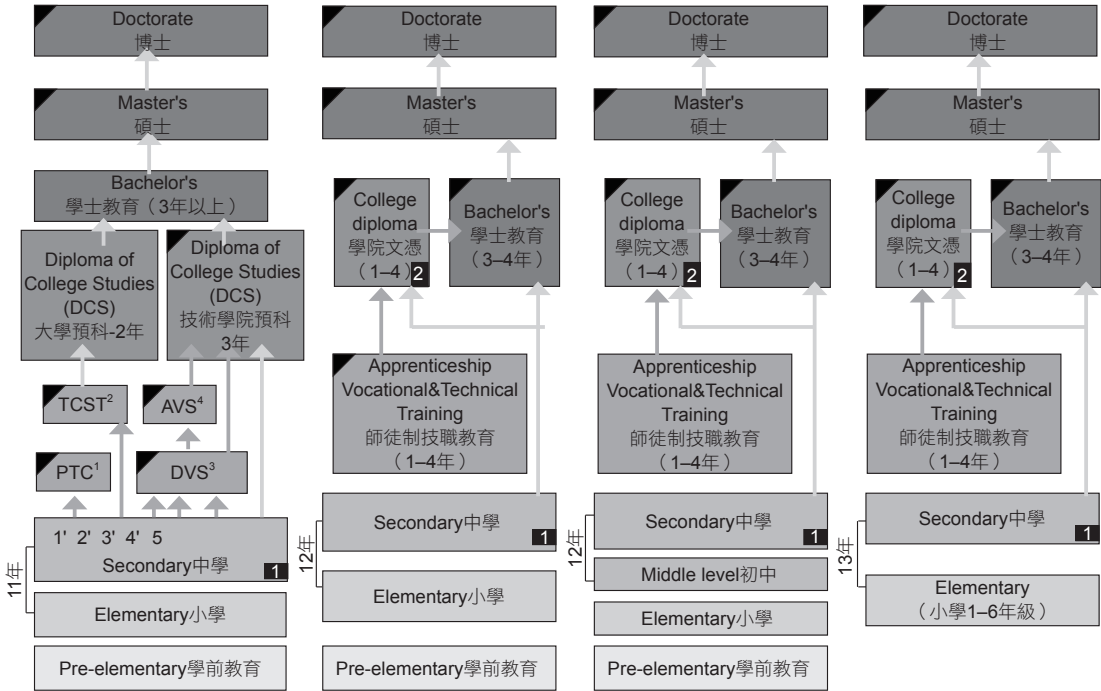 Doctorate
博士
Master's
碩士
Bachelor's
學士教育（3年以上）
Diploma of
College Studies
(DCS)
大學預科-2年
Diploma of
College Studies
(DCS)
技術學院預科
3年
TCST2
AVS4
PTC1
DVS3
1' 2' 3' 4' 5
Secondary中學
1
11年
Elementary小學
Pre-elementary學前教育
Doctorate
博士
Master's
碩士
College
diploma
學院文憑
（1–4）
2
Bachelor's
學士教育
（3–4年）
Apprenticeship
Vocational&Technical
Training
師徒制技職教育
（1–4年）
Secondary中學
1
12年
Elementary小學
Pre-elementary學前教育
Doctorate
博士
Master's
碩士
College
diploma
學院文憑
（1–4）
2
Bachelor's
學士教育
（3–4年）
Apprenticeship
Vocational&Technical
Training
師徒制技職教育
（1–4年）
Secondary中學
1
12年
Middle level初中
Elementary小學
Pre-elementary學前教育
Doctorate
博士
Master's
碩士
College
diploma
學院文憑
（1–4）
2
Bachelor's
學士教育
（3–4年）
Apprenticeship
Vocational&Technical
Training
師徒制技職教育
（1–4年）
Secondary中學
1
13年
Elementary
（小學1–6年級）